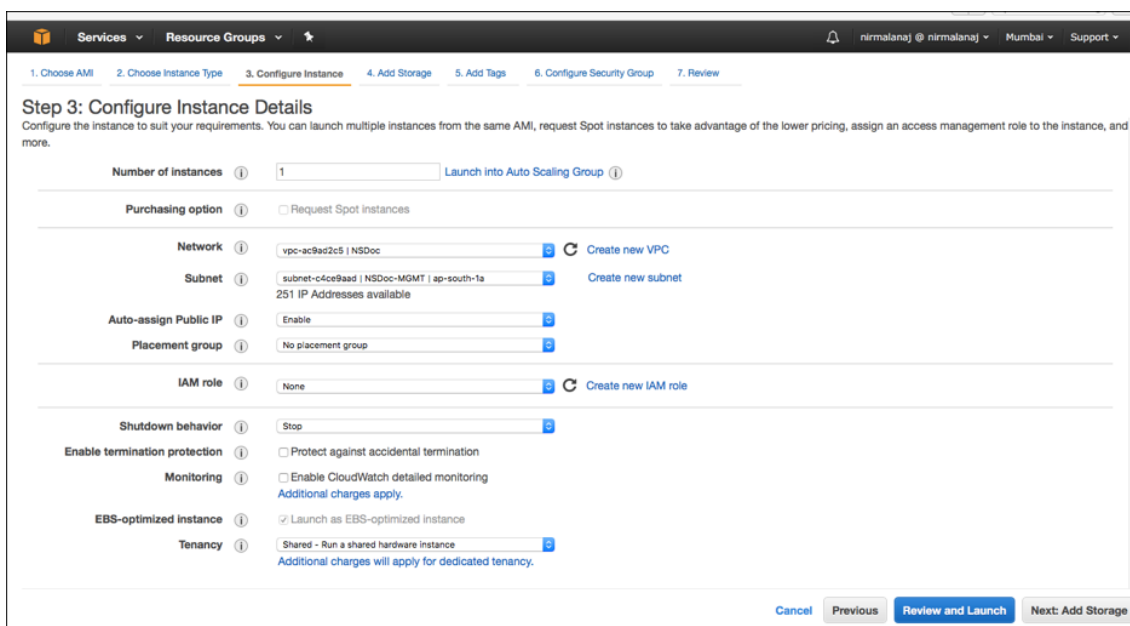 Services Resource Groups nirmalanaj @ nirmalanaj Mumbai Support
1. Choose AMI 2. Choose Instance Type 3. Configure Instance 4. Add Storage 5. Add Tags 6. Configure Security Group 7. Review
Step 3: Configure Instance Details
Configure the instance to suit your requirements. You can launch multiple instances from the same AMI, request Spot instances to take advantage of the lower pricing, assign an access management role to the instance, and
more.
Number of instances 1 Launch into Auto Scaling Group
Purchasing option Request Spot instances
Network vpc-ac9ad2c5 | NSDoc Create new VPC
Subnet subnet-c4ce9aad | NSDoc-MGMT | ap-south-1a Create new subnet
251 IP Addresses available
Auto-assign Public IP Enable
Placement group No placement group
IAM role None Create new IAM role
Shutdown behavior Stop
Enable termination protection Protect against accidental termination
Monitoring Enable CloudWatch detailed monitoring
Additional charges apply.
EBS-optimized instance Launch as EBS-optimized instance
Tenancy Shared - Run a shared hardware instance
Additional charges will apply for dedicated tenancy.
Cancel Previous Review and Launch Next: Add Storage